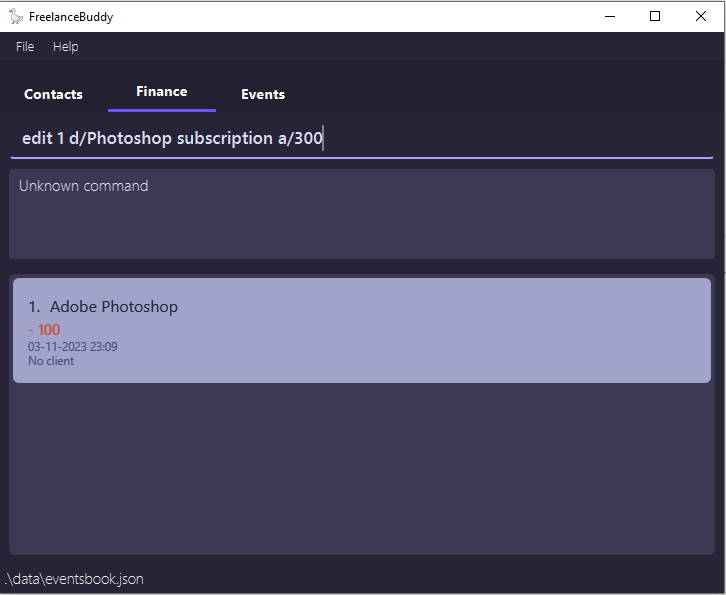 FreelanceBuddy
File Help
Contacts Finance Events
edit 1 d/Photoshop subscription a/300
Unknown command
1. Adobe Photoshop
- 100
03-11-2023 23:09
No client
.\data\eventsbook.json